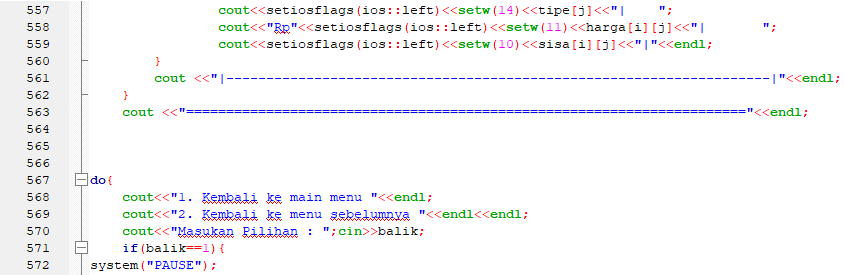 557 cout<<setiosflags(ios::left)<<setw(14)<<tipe[j]<<"|    ";
558 cout<<"Rp"<<setiosflags(ios::left)<<setw(11)<<harga[i][j]<<"|       ";
559 cout<<setiosflags(ios::left)<<setw(10)<<sisa[i][j]<<"|"<<endl;
560 }
561 cout <<"|--------------------------------------------------------------------|"<<endl;
562 }
563 cout <<"======================================================================"<<endl;
564
565
566
567 do{
568 cout<<"1. Kembali ke main menu "<<endl;
569 cout<<"2. Kembali ke menu sebelumnya "<<endl<<endl;
570 cout<<"Masukan Pilihan : ";cin>>balik;
571 if(balik==1){
572 system("PAUSE");